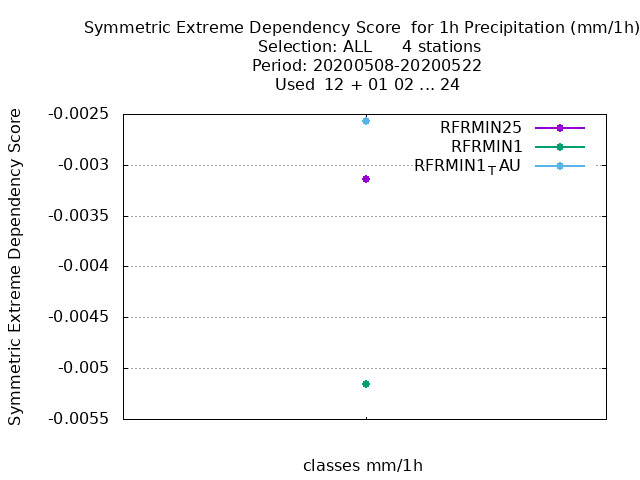 Symmetric Extreme Dependency Score  for 1h Precipitation (mm/1h)
Selection: ALL      4 stations
Period: 20200508-20200522
Used  12 + 01 02 ... 24
Symmetric Extreme Dependency Score
-0.0025
-0.003
-0.0035
-0.004
-0.0045
-0.005
-0.0055
RFRMIN25
RFRMIN1
RFRMIN1TAU
classes mm/1h